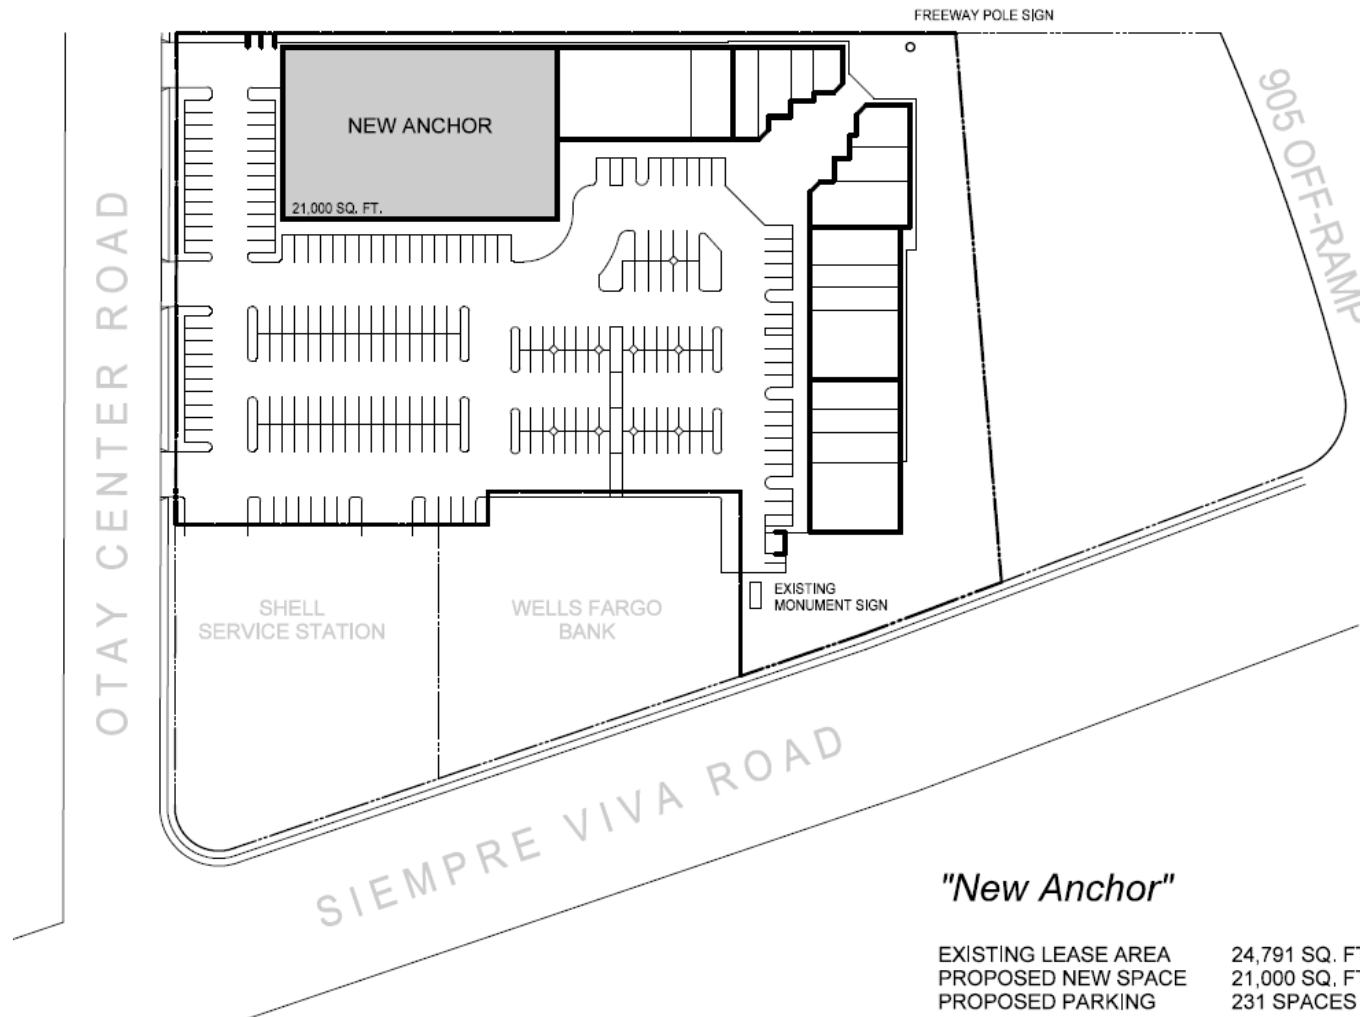 FREEWAY POLE SIGN
905 OFF-RAMP
NEW ANCHOR
21,000 SQ. FT.
OTAY CENTER ROAD
EXISTING
MONUMENT SIGN
SHELL
SERVICE STATION
WELLS FARGO
BANK
SIEMPRE VIVA ROAD
"New Anchor"
EXISTING LEASE AREA 24,791 SQ. FT
PROPOSED NEW SPACE 21,000 SQ. FT
PROPOSED PARKING 231 SPACES